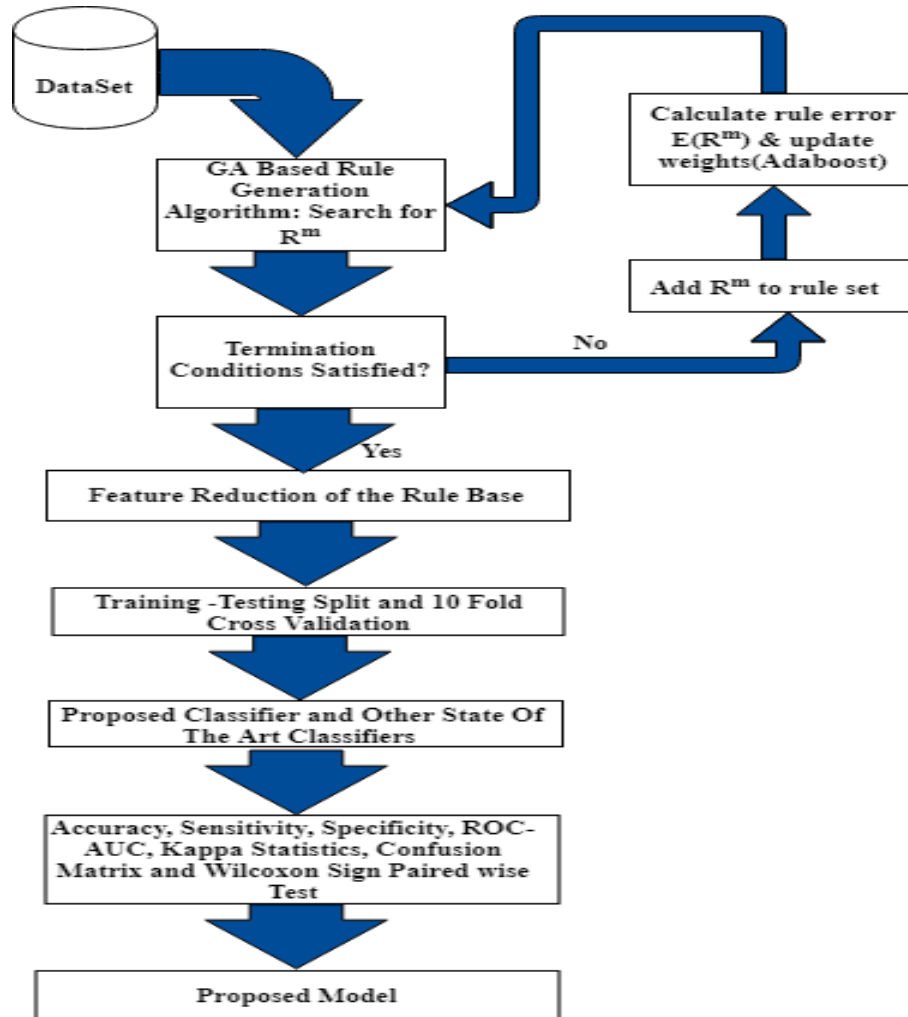 DataSet
GA Based Rule
Generation
Algorithm: Search for
Rᵐ
Termination
Conditions Satisfied?
No
Add Rᵐ to rule set
Calculate rule error
E(Rᵐ) & update
weights(Adaboost)
Yes
Feature Reduction of the Rule Base
Training -Testing Split and 10 Fold
Cross Validation
Proposed Classifier and Other State Of
The Art Classifiers
Accuracy, Sensitivity, Specificity, ROC-
AUC, Kappa Statistics, Confusion
Matrix and Wilcoxon Sign Paired wise
Test
Proposed Model